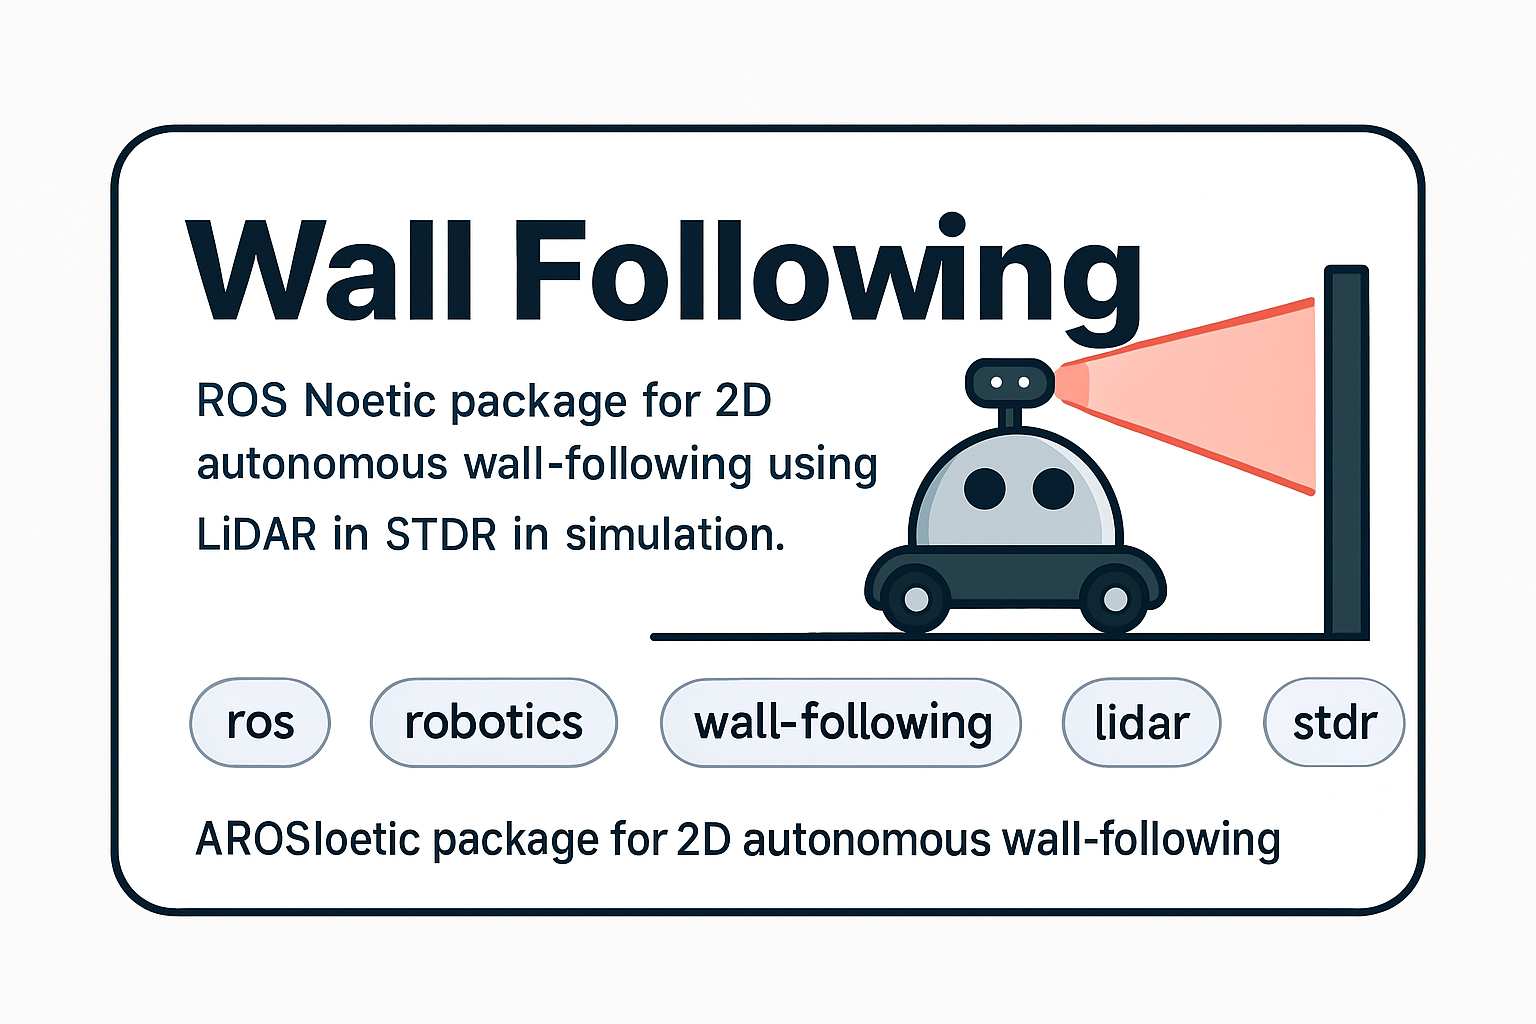 Wall Following
ROS Noetic package for 2D
autonomous wall-following using
LiDAR in STDR in simulation.
ros robotics wall-following lidar stdr
AROSloetic package for 2D autonomous wall-following